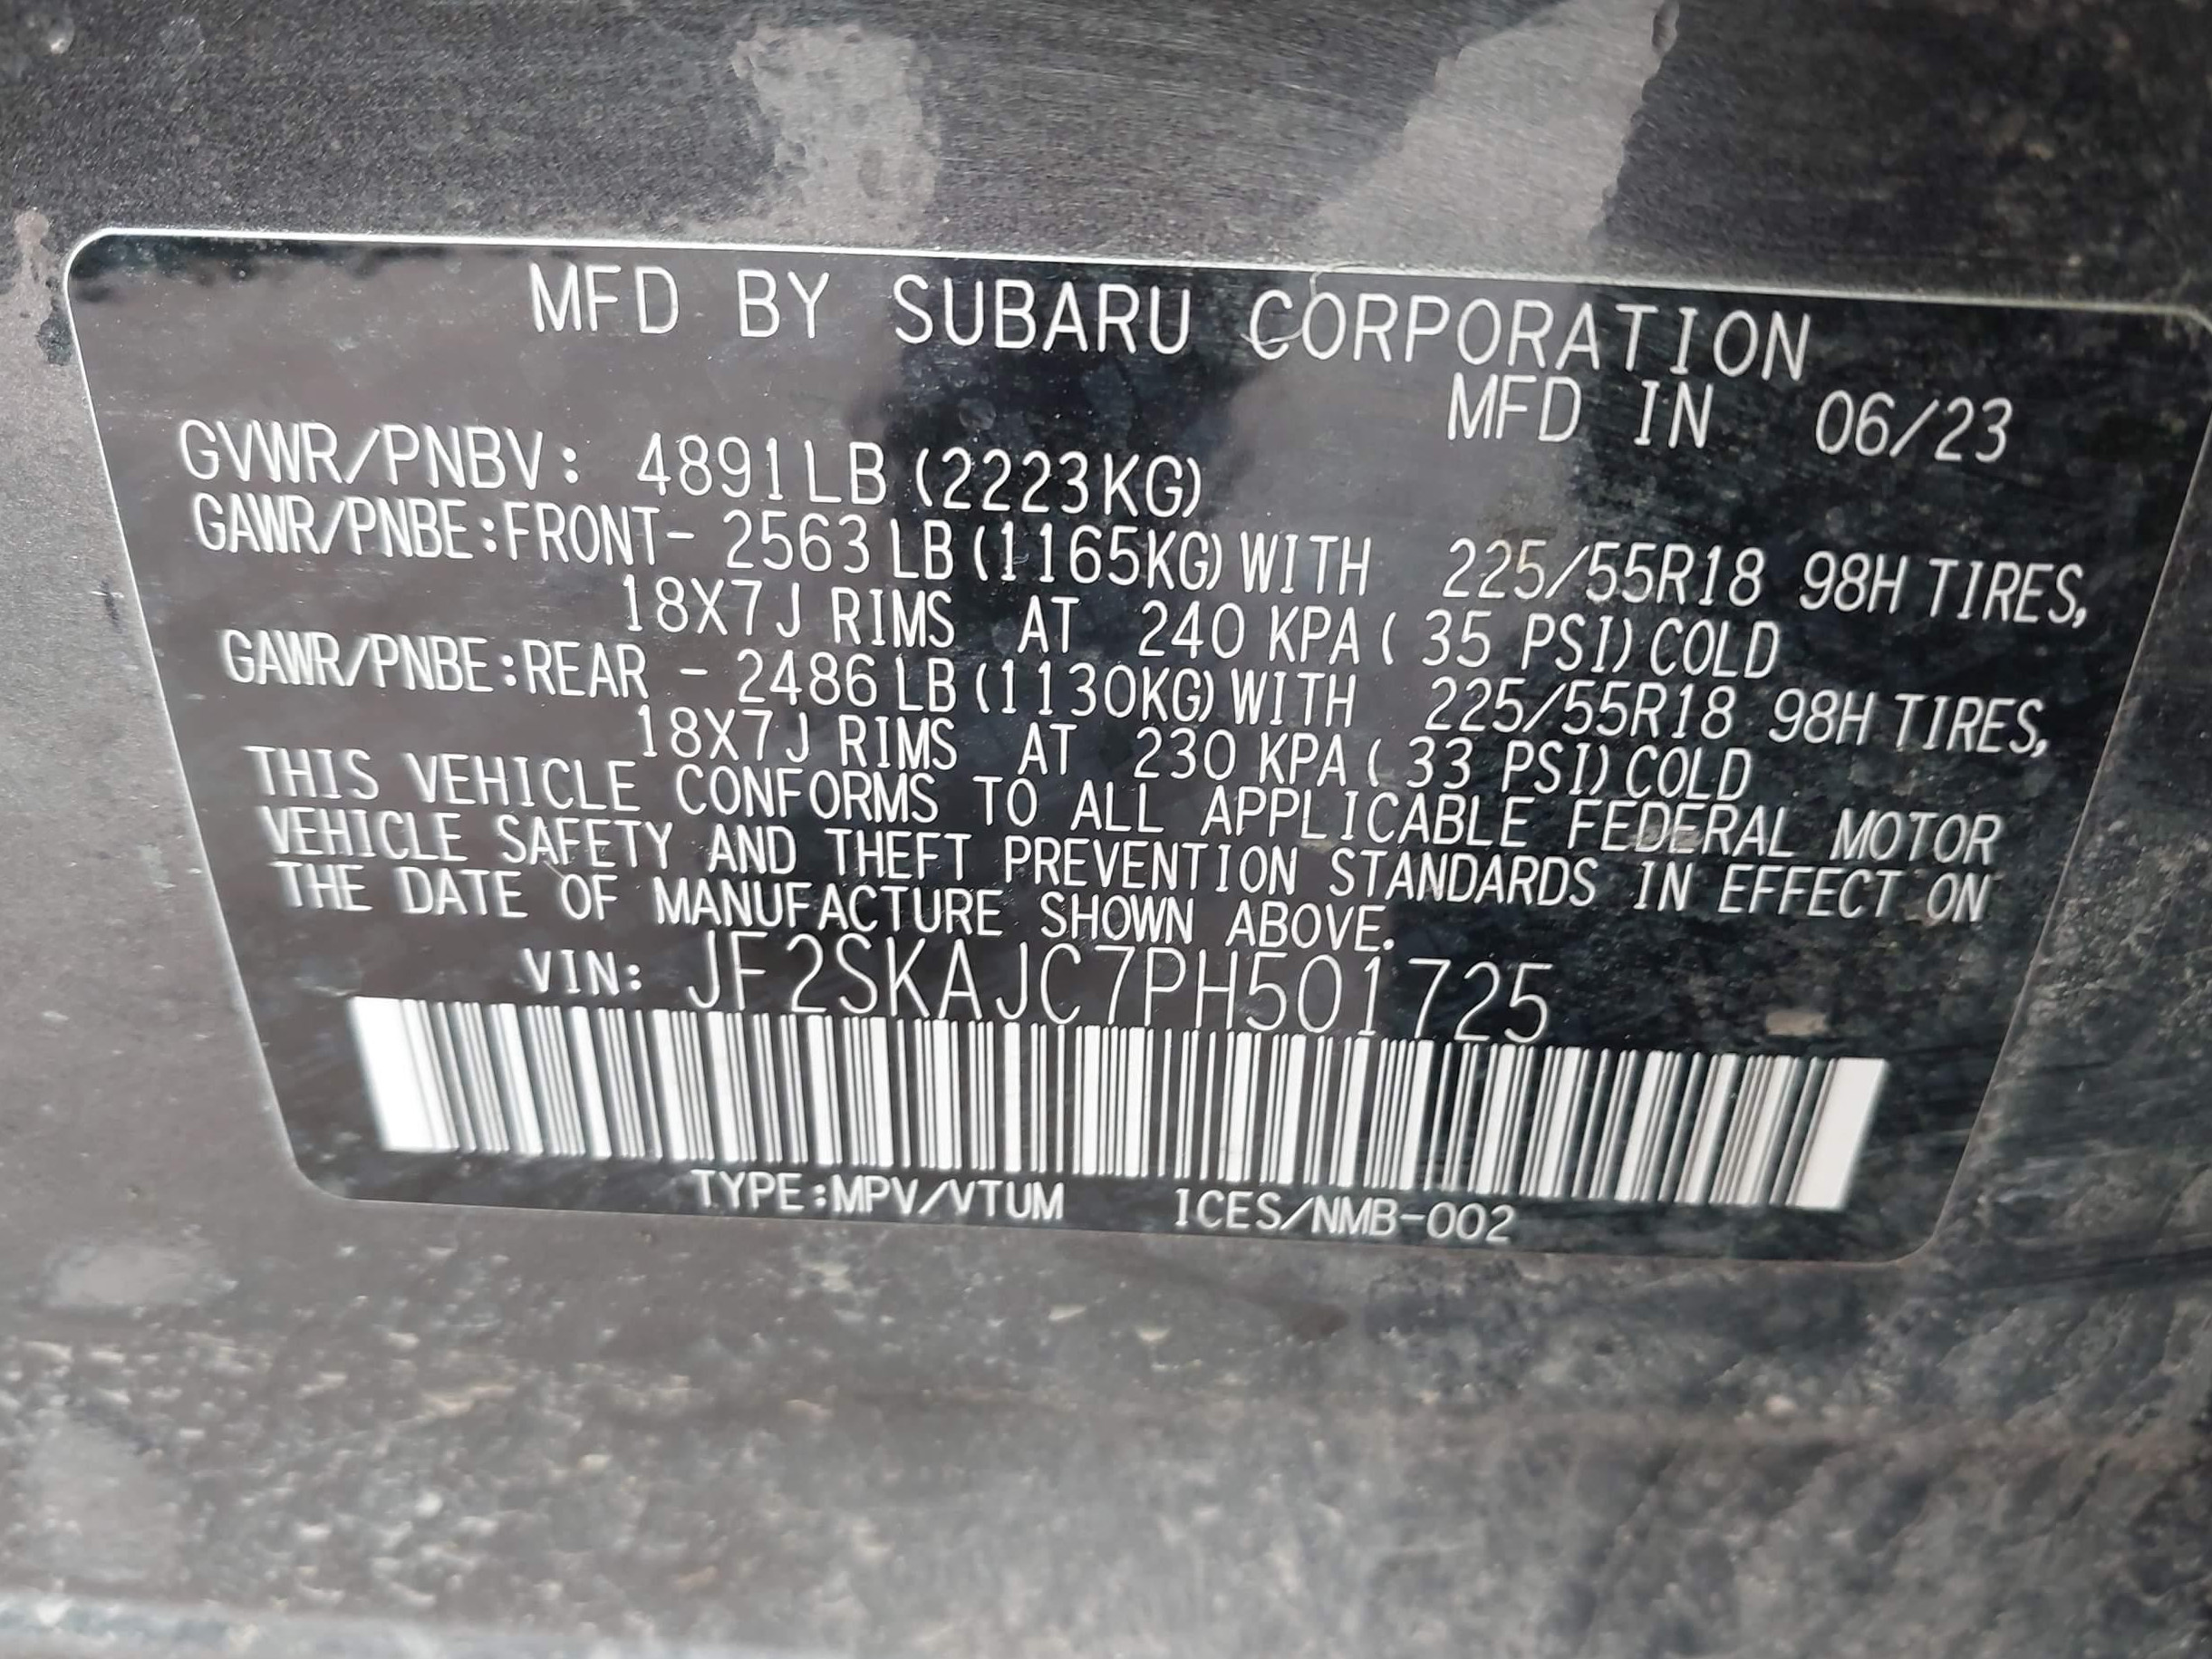 MFD BY SUBARU CORPORATION
MFD IN 06/23
GVWR/PNBV: 4891LB (2223KG)
GAWR/PNBE:FRONT- 2563 LB (1165KG) WITH 225/55R18 98H TIRES,
18X7J RIMS AT 240 KPA ( 35 PSI) COLD
GAWR/PNBE:REAR - 2486 LB (1130KG) WITH 225/55R18 98H TIRES,
18X7J RIMS AT 230 KPA ( 33 PSI) COLD
THIS VEHICLE CONFORMS TO ALL APPLICABLE FEDERAL MOTOR
VEHICLE SAFETY AND THEFT PREVENTION STANDARDS IN EFFECT ON
THE DATE OF MANUFACTURE SHOWN ABOVE.
VIN: JF2SKAJC7PH501725
TYPE:MPV/VTUM ICES/NMB-002